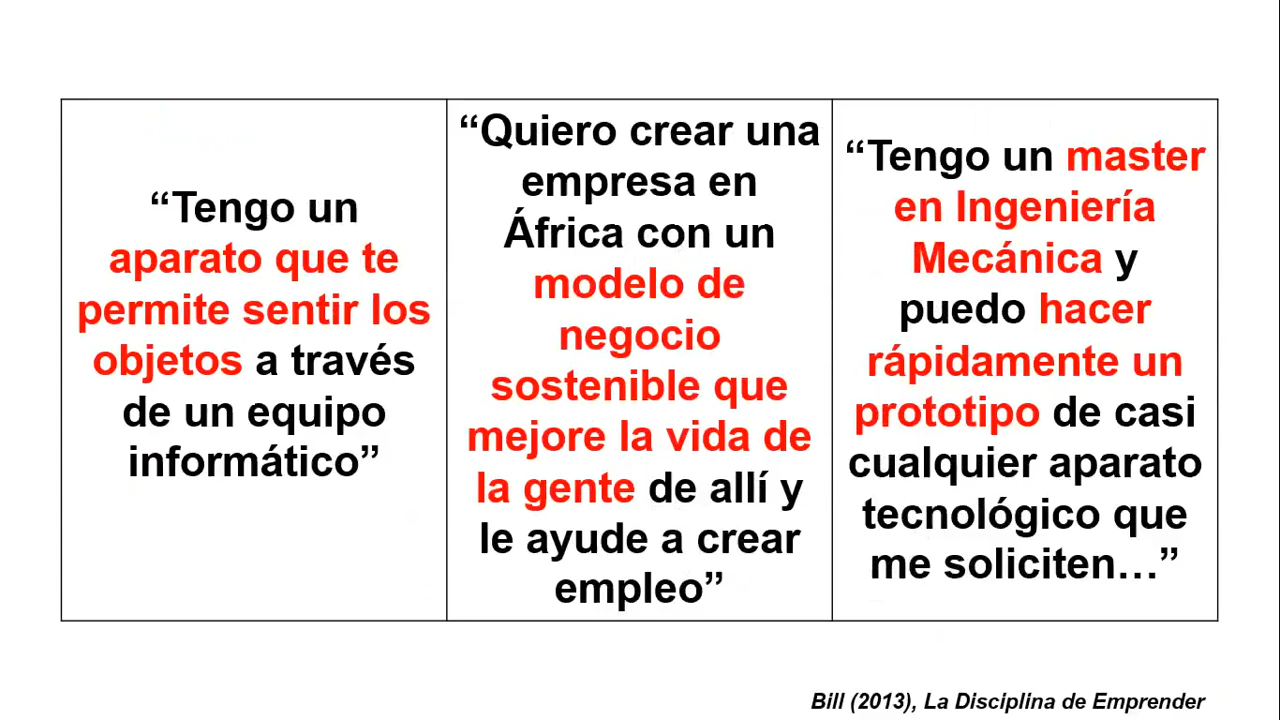 “Tengo un
aparato que te
permite sentir los
objetos a través
de un equipo
informático”
“Quiero crear una
empresa en
África con un
modelo de
negocio
sostenible que
mejore la vida de
la gente de allí y
le ayude a crear
empleo”
“Tengo un master
en Ingeniería
Mecánica y
puedo hacer
rápidamente un
prototipo de casi
cualquier aparato
tecnológico que
me soliciten…”
Bill (2013), La Disciplina de Emprender